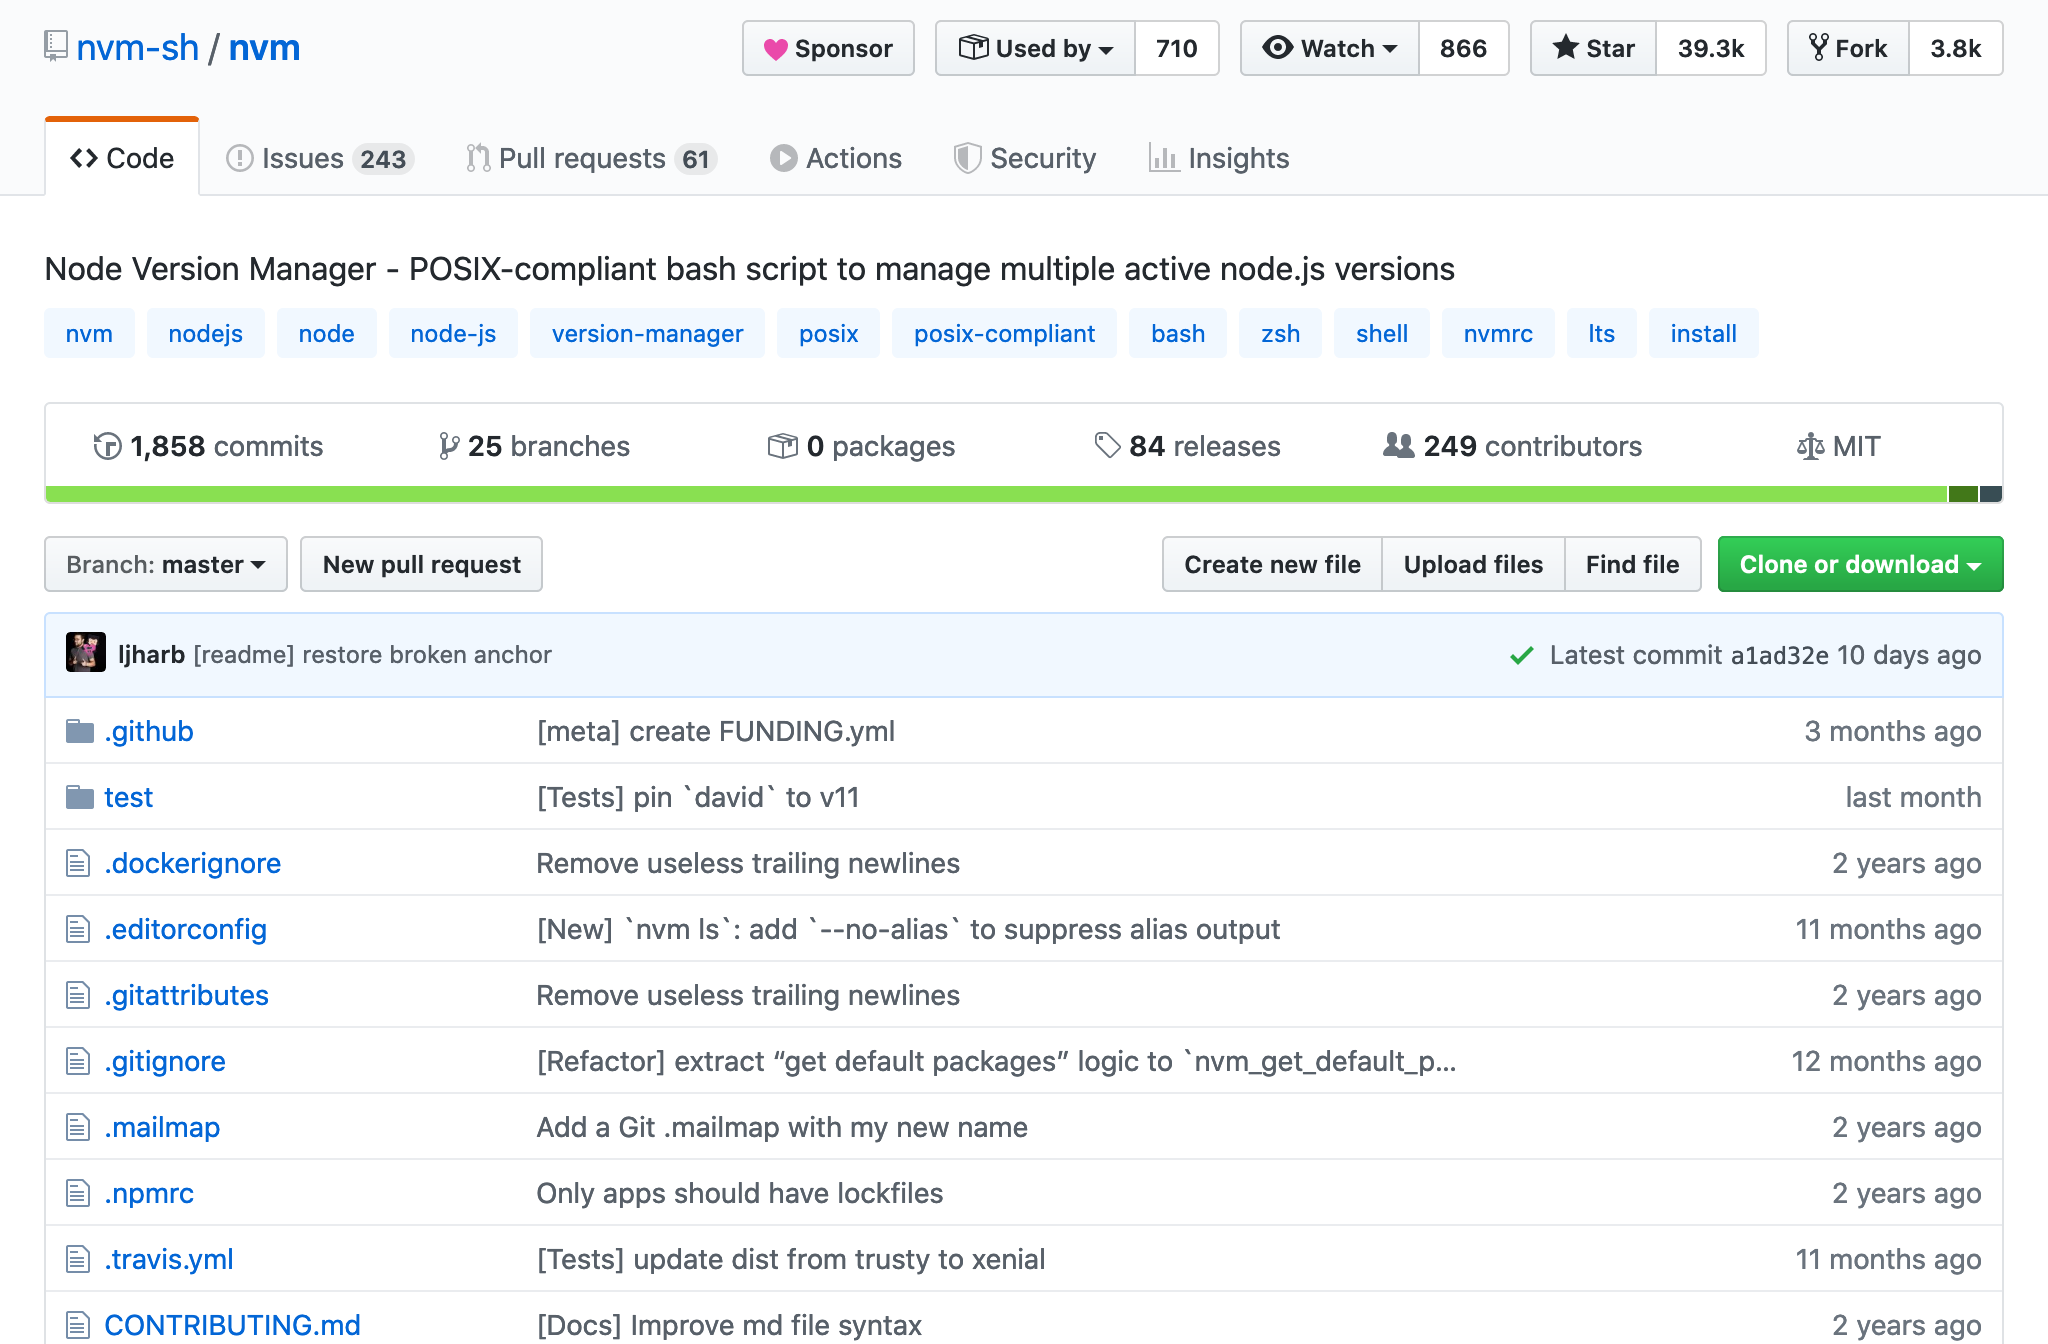 nvm-sh / nvm Sponsor Used by 710 Watch 866 Star 39.3k Fork 3.8k
Code Issues 243 Pull requests 61 Actions Security Insights
Node Version Manager - POSIX-compliant bash script to manage multiple active node.js versions
nvm nodejs node node-js version-manager posix posix-compliant bash zsh shell nvmrc lts install
1,858 commits 25 branches 0 packages 84 releases 249 contributors MIT
Branch: master New pull request Create new file Upload files Find file Clone or download
ljharb [readme] restore broken anchor Latest commit a1ad32e 10 days ago
.github [meta] create FUNDING.yml 3 months ago
test [Tests] pin `david` to v11 last month
.dockerignore Remove useless trailing newlines 2 years ago
.editorconfig [New] `nvm ls`: add `--no-alias` to suppress alias output 11 months ago
.gitattributes Remove useless trailing newlines 2 years ago
.gitignore [Refactor] extract “get default packages” logic to `nvm_get_default_p... 12 months ago
.mailmap Add a Git .mailmap with my new name 2 years ago
.npmrc Only apps should have lockfiles 2 years ago
.travis.yml [Tests] update dist from trusty to xenial 11 months ago
CONTRIBUTING.md [Docs] Improve md file syntax 2 years ago